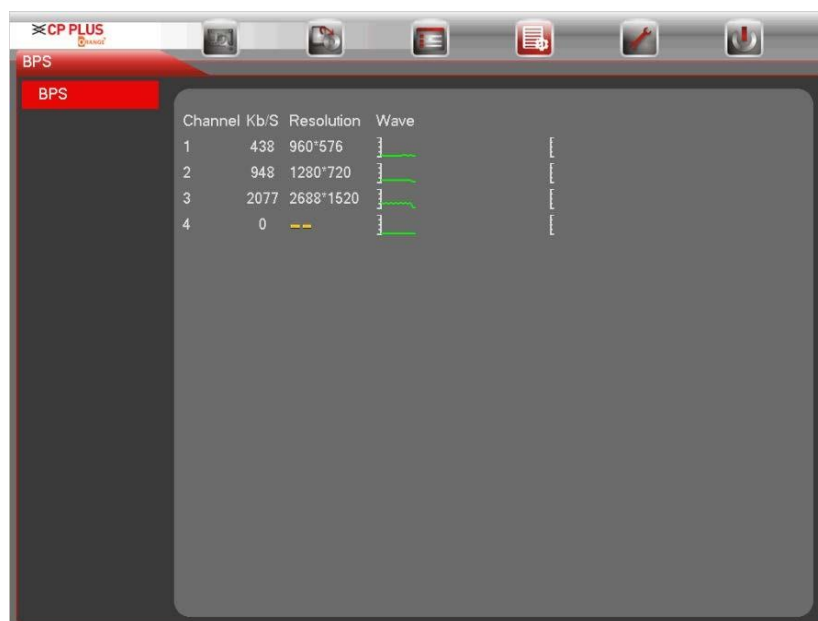 CP PLUS
ORANGE
BPS
BPS
Channel Kb/S Resolution Wave
1 438 960*576
2 948 1280*720
3 2077 2688*1520
4 0 --